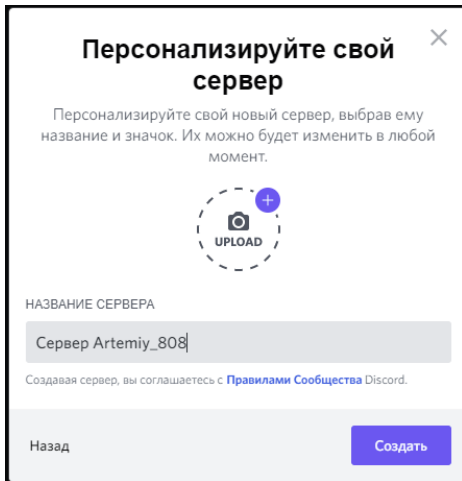 Персонализируйте свой
сервер
Персонализируйте свой новый сервер, выбрав ему
название и значок. Их можно будет изменить в любой
момент.
UPLOAD
НАЗВАНИЕ СЕРВЕРА
Сервер Artemiy_808
Создавая сервер, вы соглашаетесь с Правилами Сообщества Discord.
Назад
Создать